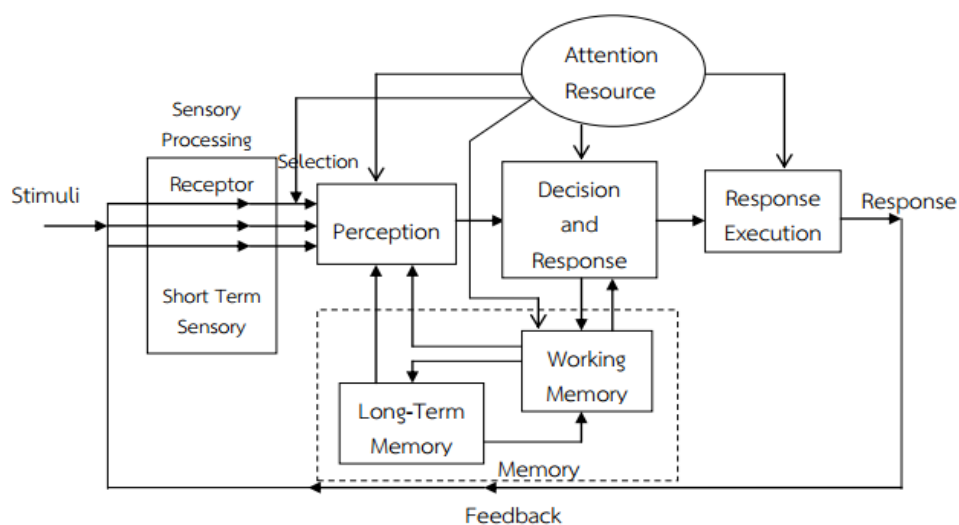 Attention
Resource
Sensory
Processing
Selection
Stimuli
Receptor
Perception
Decision
and
Response
Response
Execution
Response
Short Term
Sensory
Working
Memory
Long-Term
Memory
Memory
Feedback